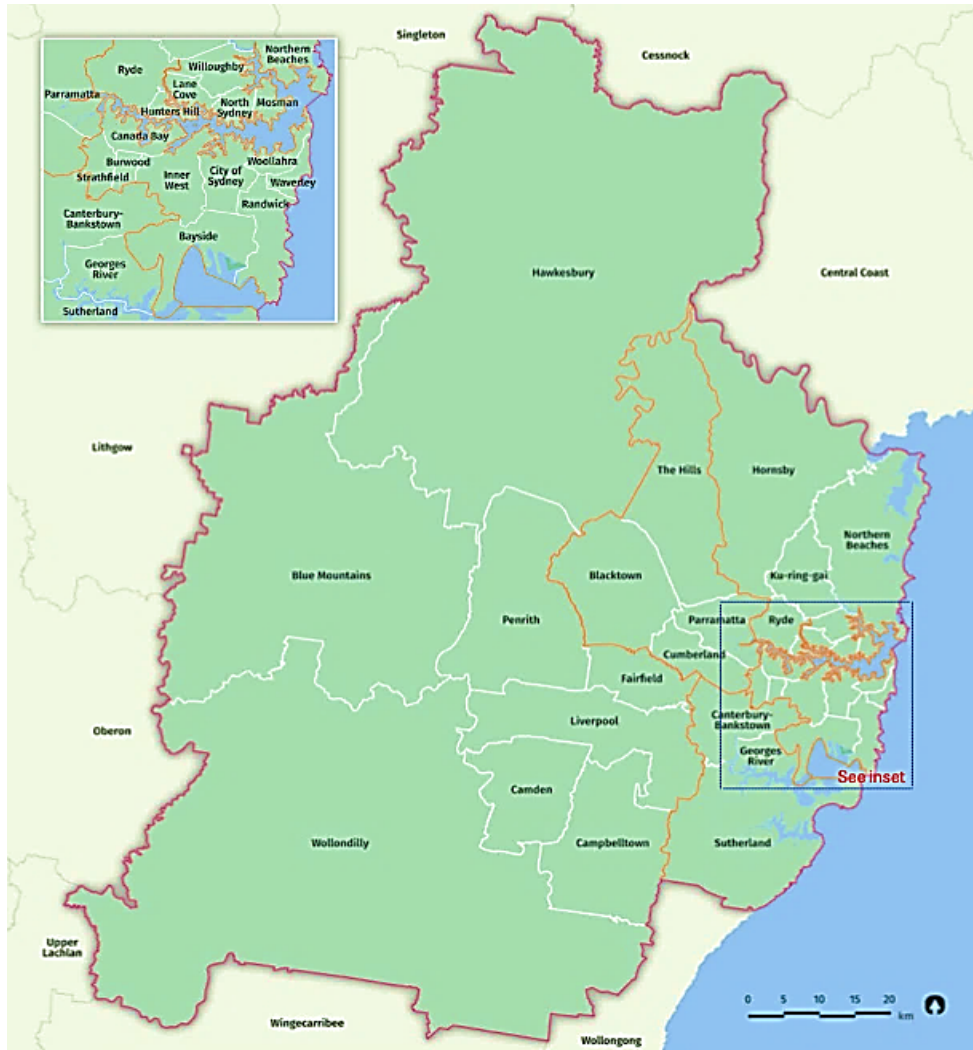 Singleton
Cessnock
Northern
Beaches
Ryde
Willoughby
Lane
Cove
Parramatta
North
Sydney
Mosman
Hunters Hill
Canada Bay
Burwood
Woollahra
Strathfield
Inner
West
City of
Sydney
Waverley
Randwick
Canterbury-
Bankstown
Bayside
Georges
River
Sutherland
Hawkesbury
Central Coast
Lithgow
The Hills
Hornsby
Northern
Beaches
Blue Mountains
Blacktown
Ku-ring-gai
Penrith
Parramatta
Ryde
Cumberland
Fairfield
Oberon
Liverpool
Canterbury-
Bankstown
Georges
River
See inset
Camden
Wollondilly
Campbelltown
Sutherland
Upper
Lachlan
0 5 10 15 20
km
Wingecarribee
Wollongong